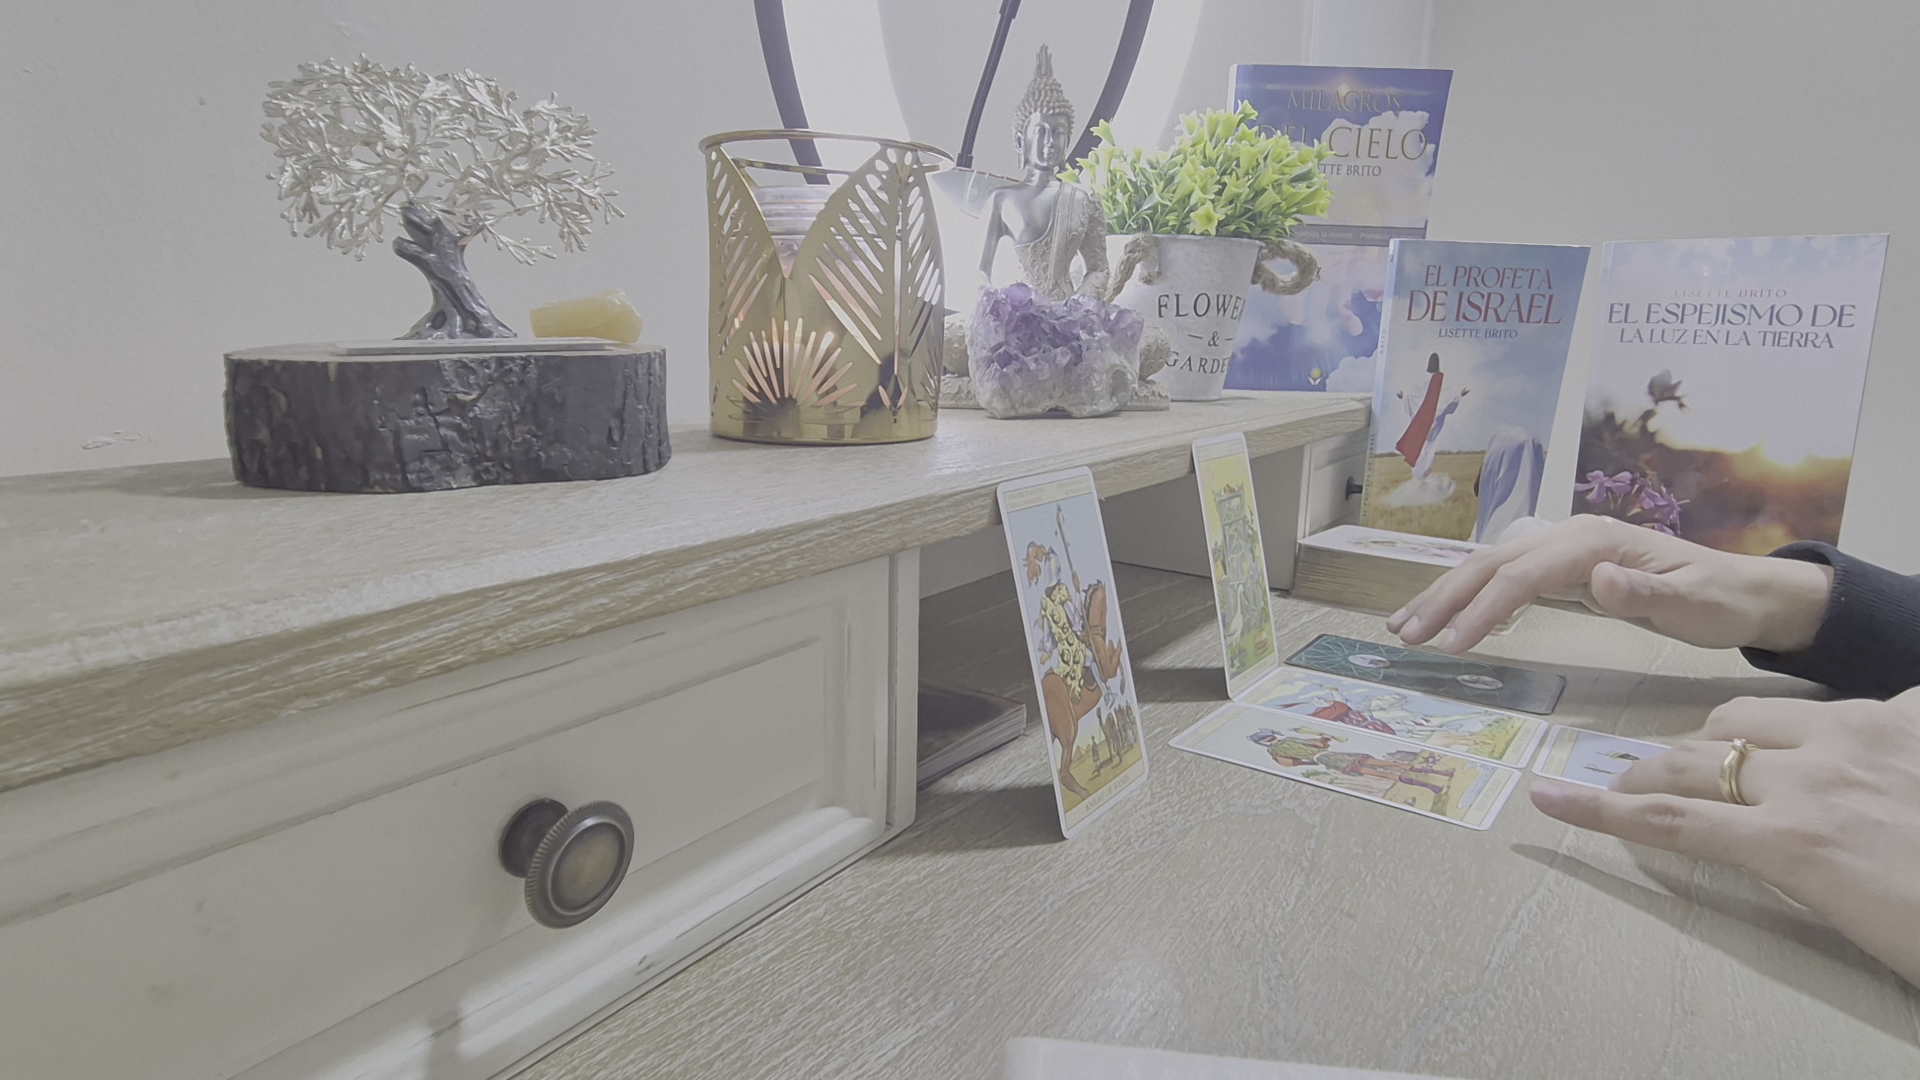 MILAGROS
DEL CIELO
LISETTE BRITO
FLOWER
&
GARDEN
EL PROFETA
DE ISRAEL
LISETTE BRITO
LISETTE BRITO
EL ESPEJISMO DE
LA LUZ EN LA TIERRA